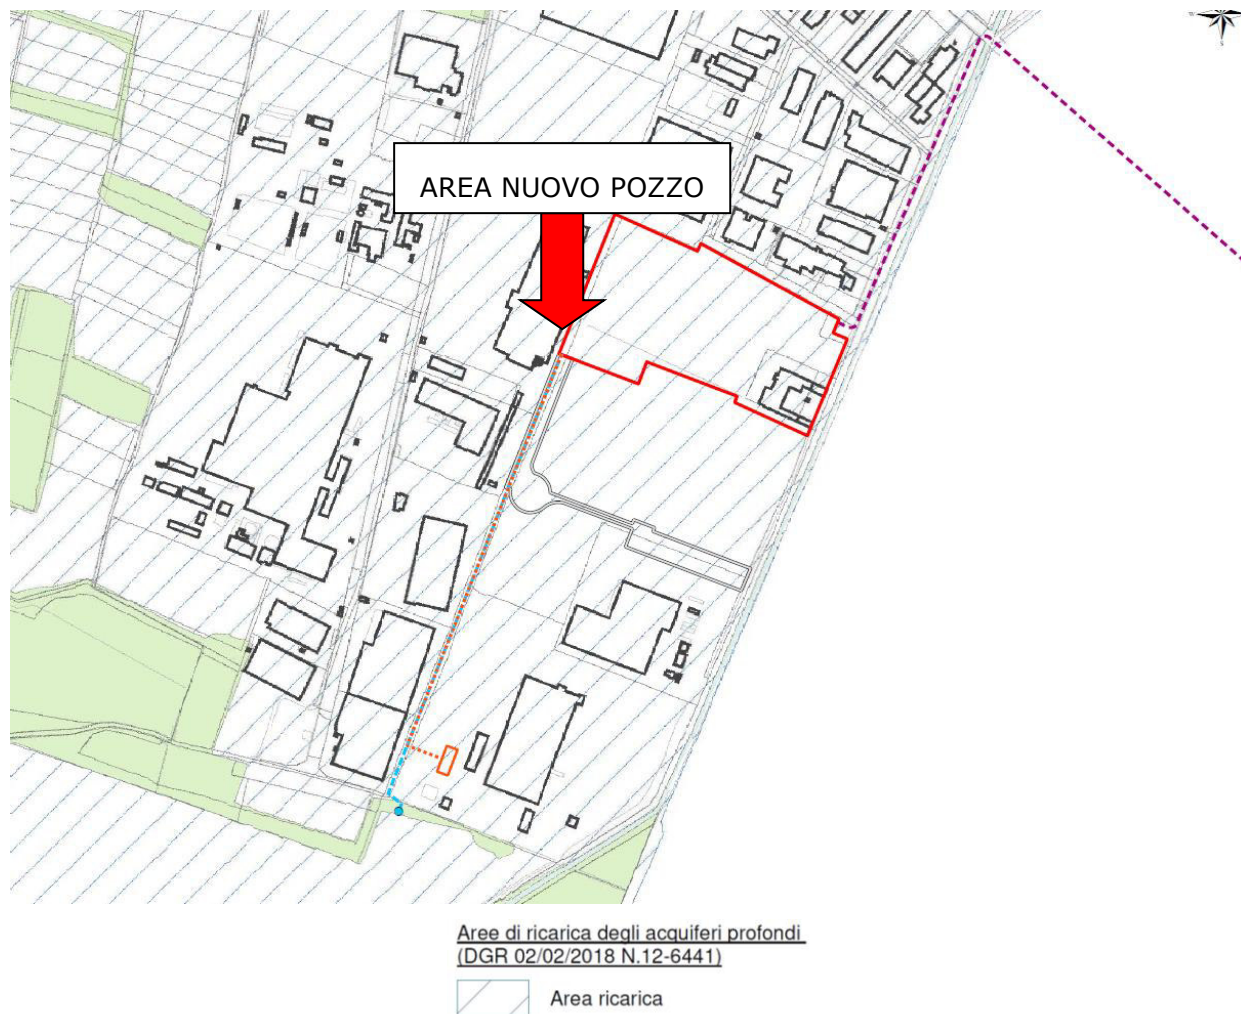 AREA NUOVO POZZO
Aree di ricarica degli acquiferi profondi
(DGR 02/02/2018 N.12-6441)
Area ricarica